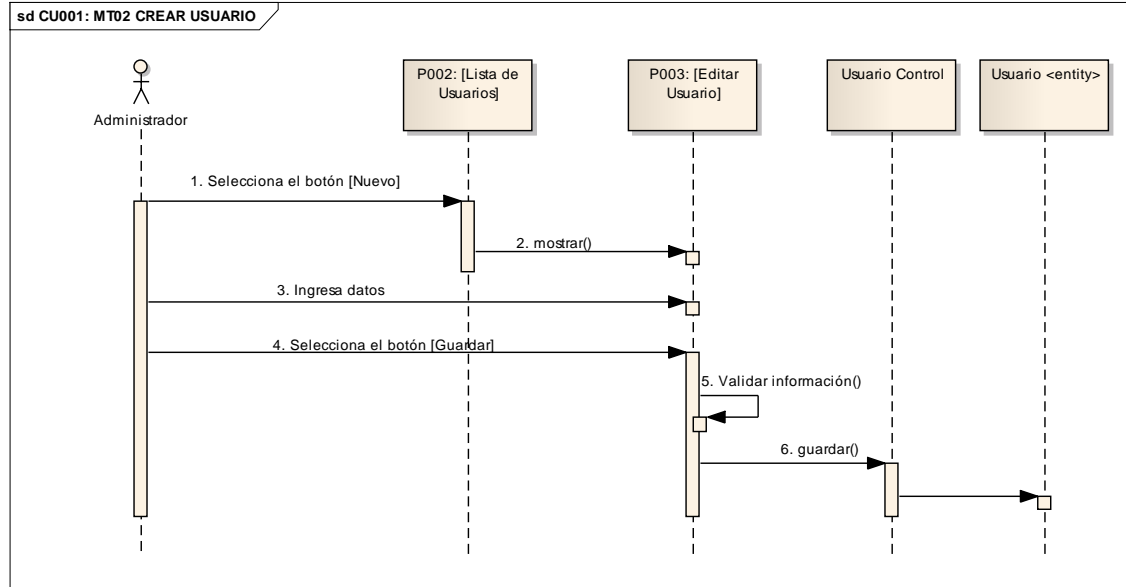 sd CU001: MT02 CREAR USUARIO
Administrador
P002: [Lista de
Usuarios]
P003: [Editar
Usuario]
Usuario Control
Usuario <entity>
1. Selecciona el botón [Nuevo]
2. mostrar()
3. Ingresa datos
4. Selecciona el botón [Guardar]
5. Validar información()
6. guardar()